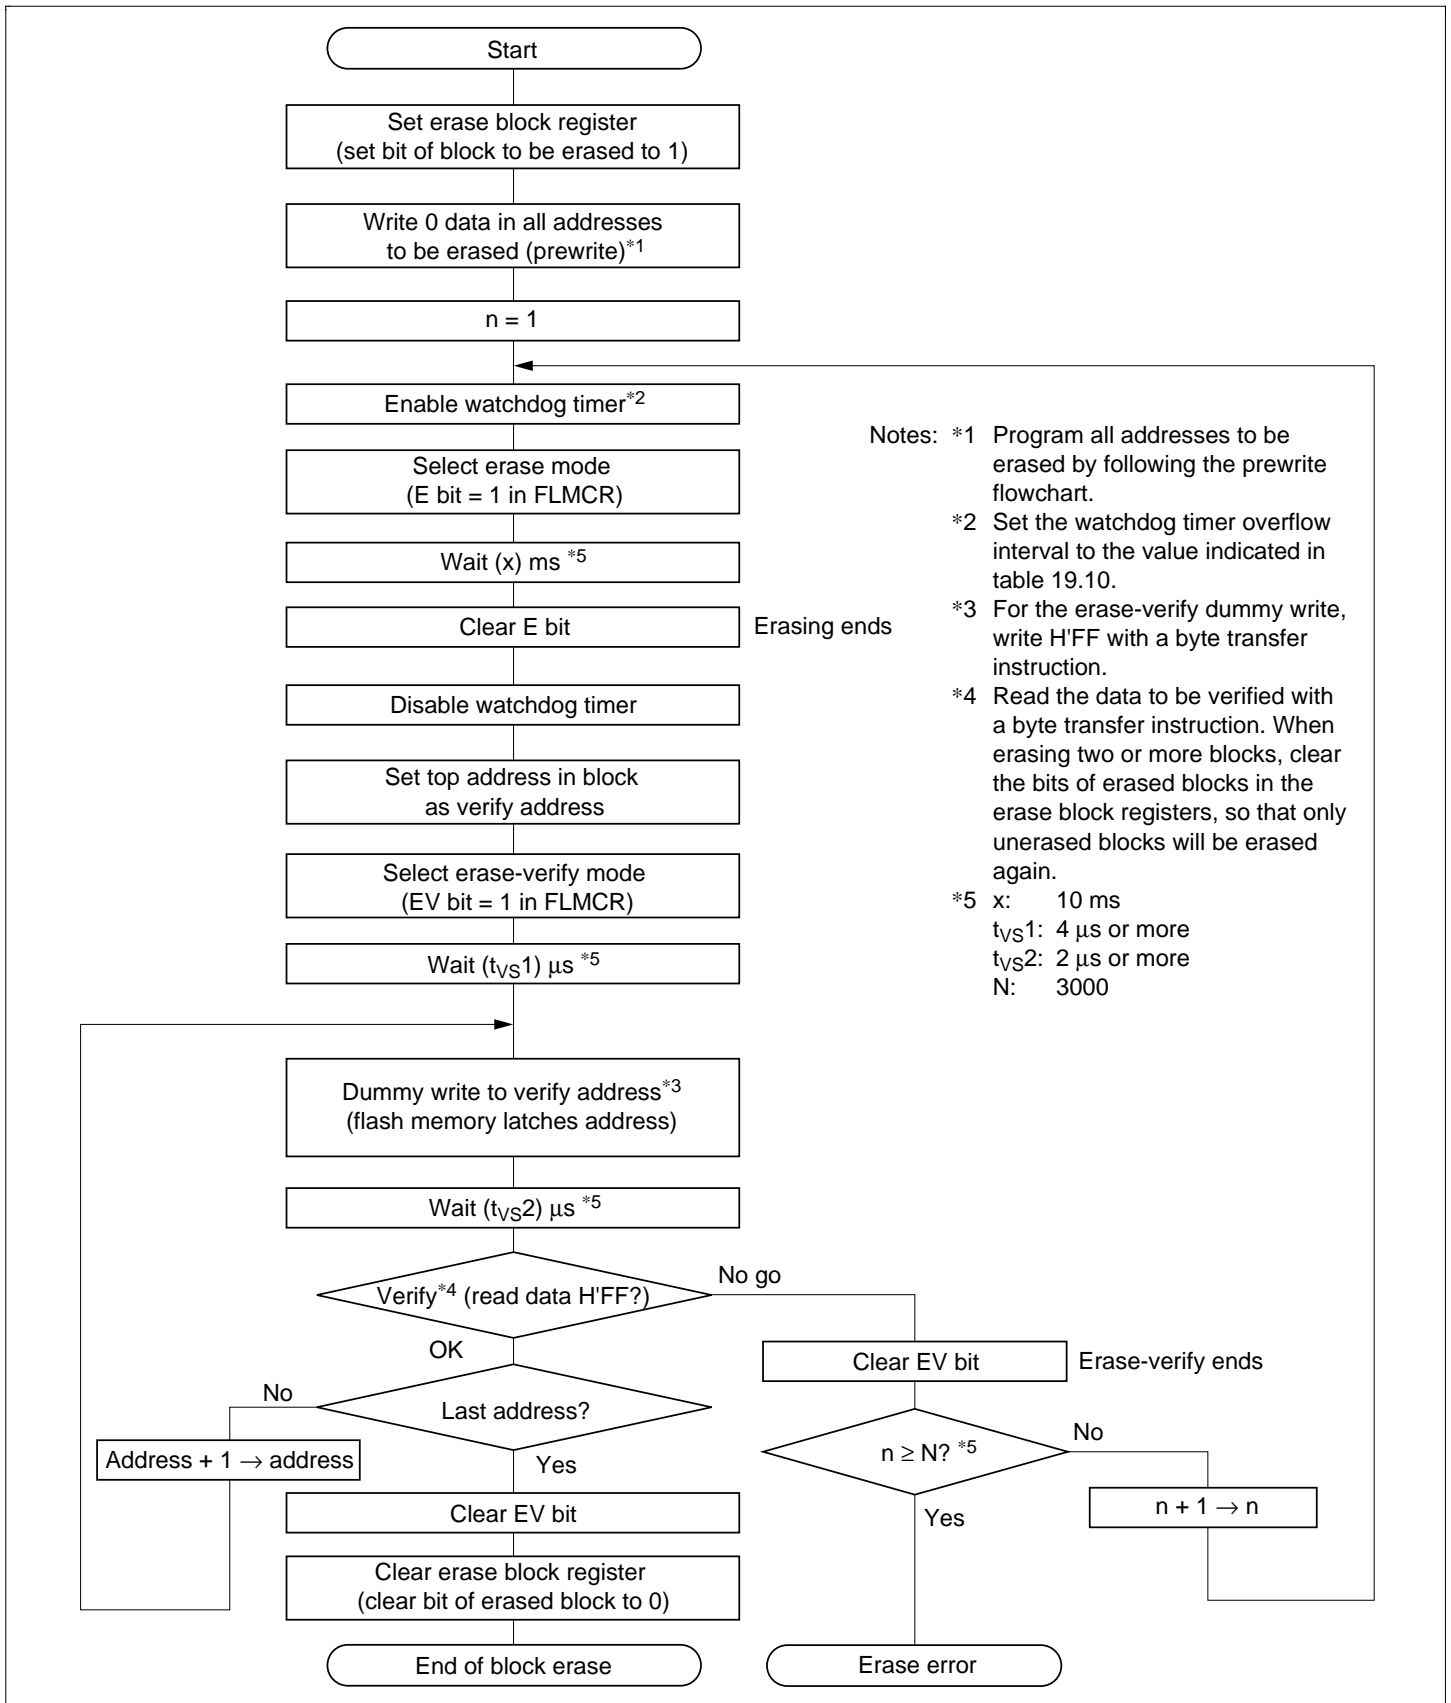 Start
Set erase block register
(set bit of block to be erased to 1)
Write 0 data in all addresses
to be erased (prewrite)*1
n = 1
Enable watchdog timer*2
Select erase mode
(E bit = 1 in FLMCR)
Wait (x) ms *5
Clear E bit
Erasing ends
Disable watchdog timer
Set top address in block
as verify address
Select erase-verify mode
(EV bit = 1 in FLMCR)
Wait (tVS1) μs *5
Dummy write to verify address*3
(flash memory latches address)
Wait (tVS2) μs *5
Verify*4 (read data H'FF?)
No go
OK
Last address?
No
Address + 1 → address
Yes
Clear EV bit
Clear erase block register
(clear bit of erased block to 0)
End of block erase
Clear EV bit
Erase-verify ends
n ≥ N? *5
No
n + 1 → n
Yes
Erase error
Notes: *1 Program all addresses to be
erased by following the prewrite
flowchart.
*2 Set the watchdog timer overflow
interval to the value indicated in
table 19.10.
*3 For the erase-verify dummy write,
write H'FF with a byte transfer
instruction.
*4 Read the data to be verified with
a byte transfer instruction. When
erasing two or more blocks, clear
the bits of erased blocks in the
erase block registers, so that only
unerased blocks will be erased
again.
*5 x: 10 ms
tVS1: 4 μs or more
tVS2: 2 μs or more
N: 3000